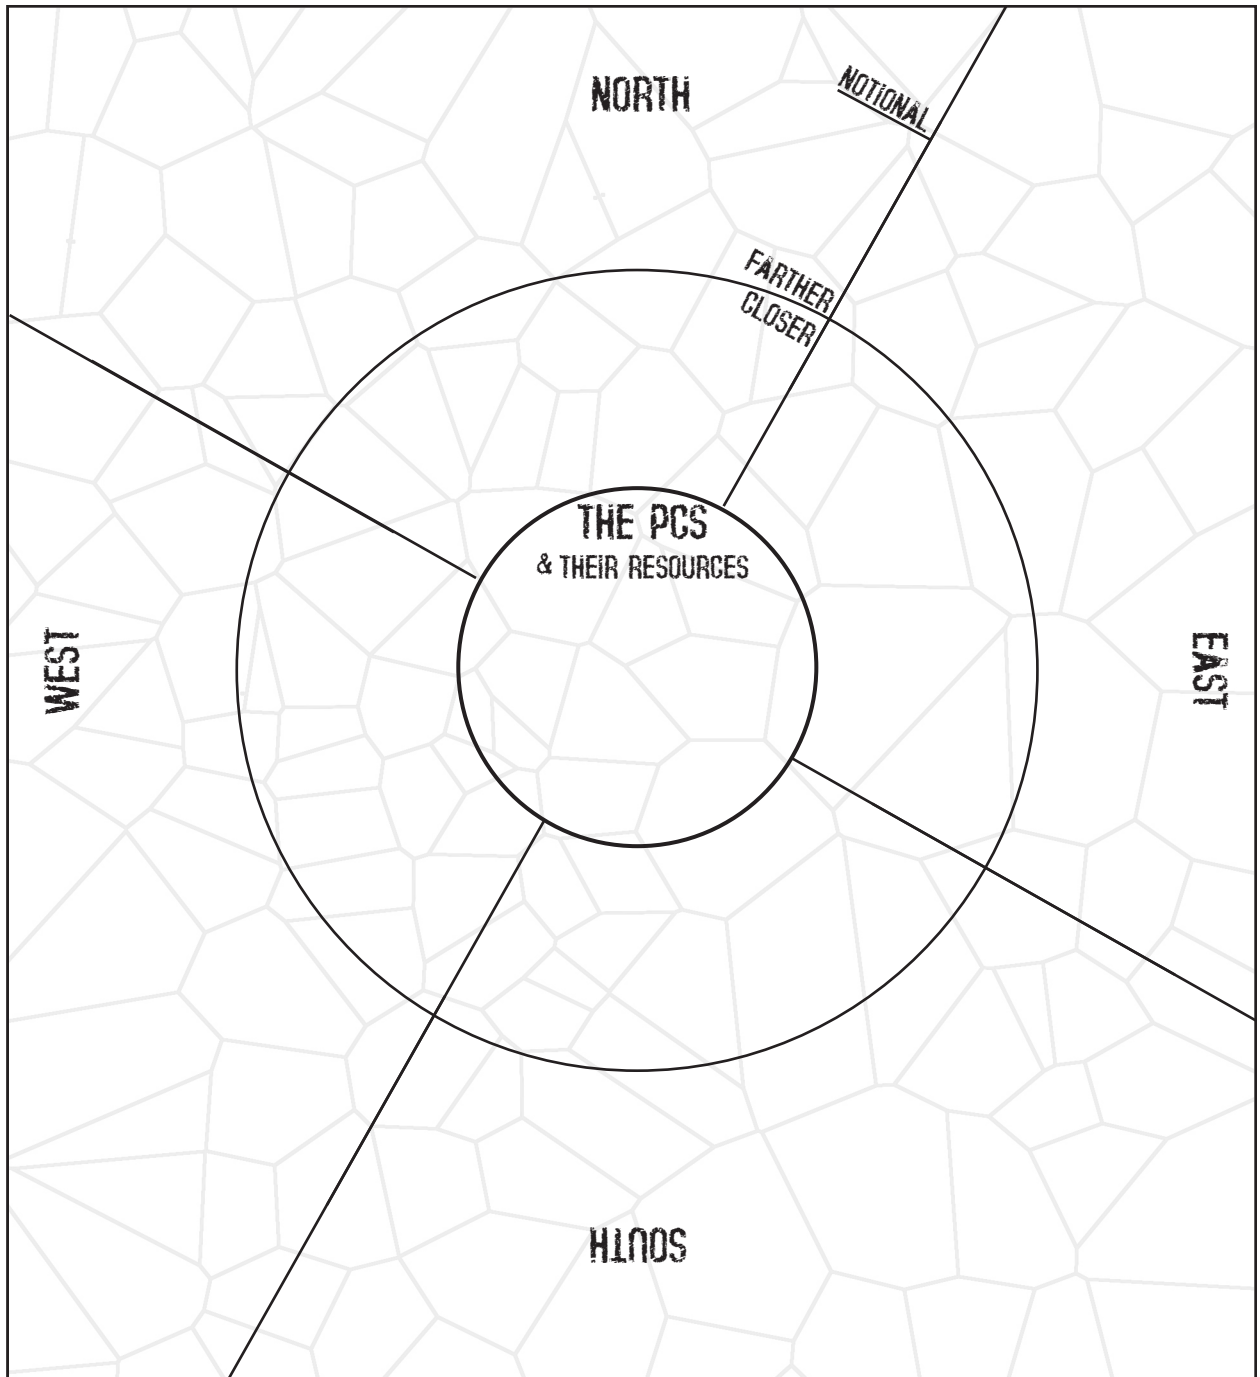 NORTH
NOTIONAL
FARTHER
CLOSER
THE PCS
& THEIR RESOURCES
WEST
EAST
SOUTH